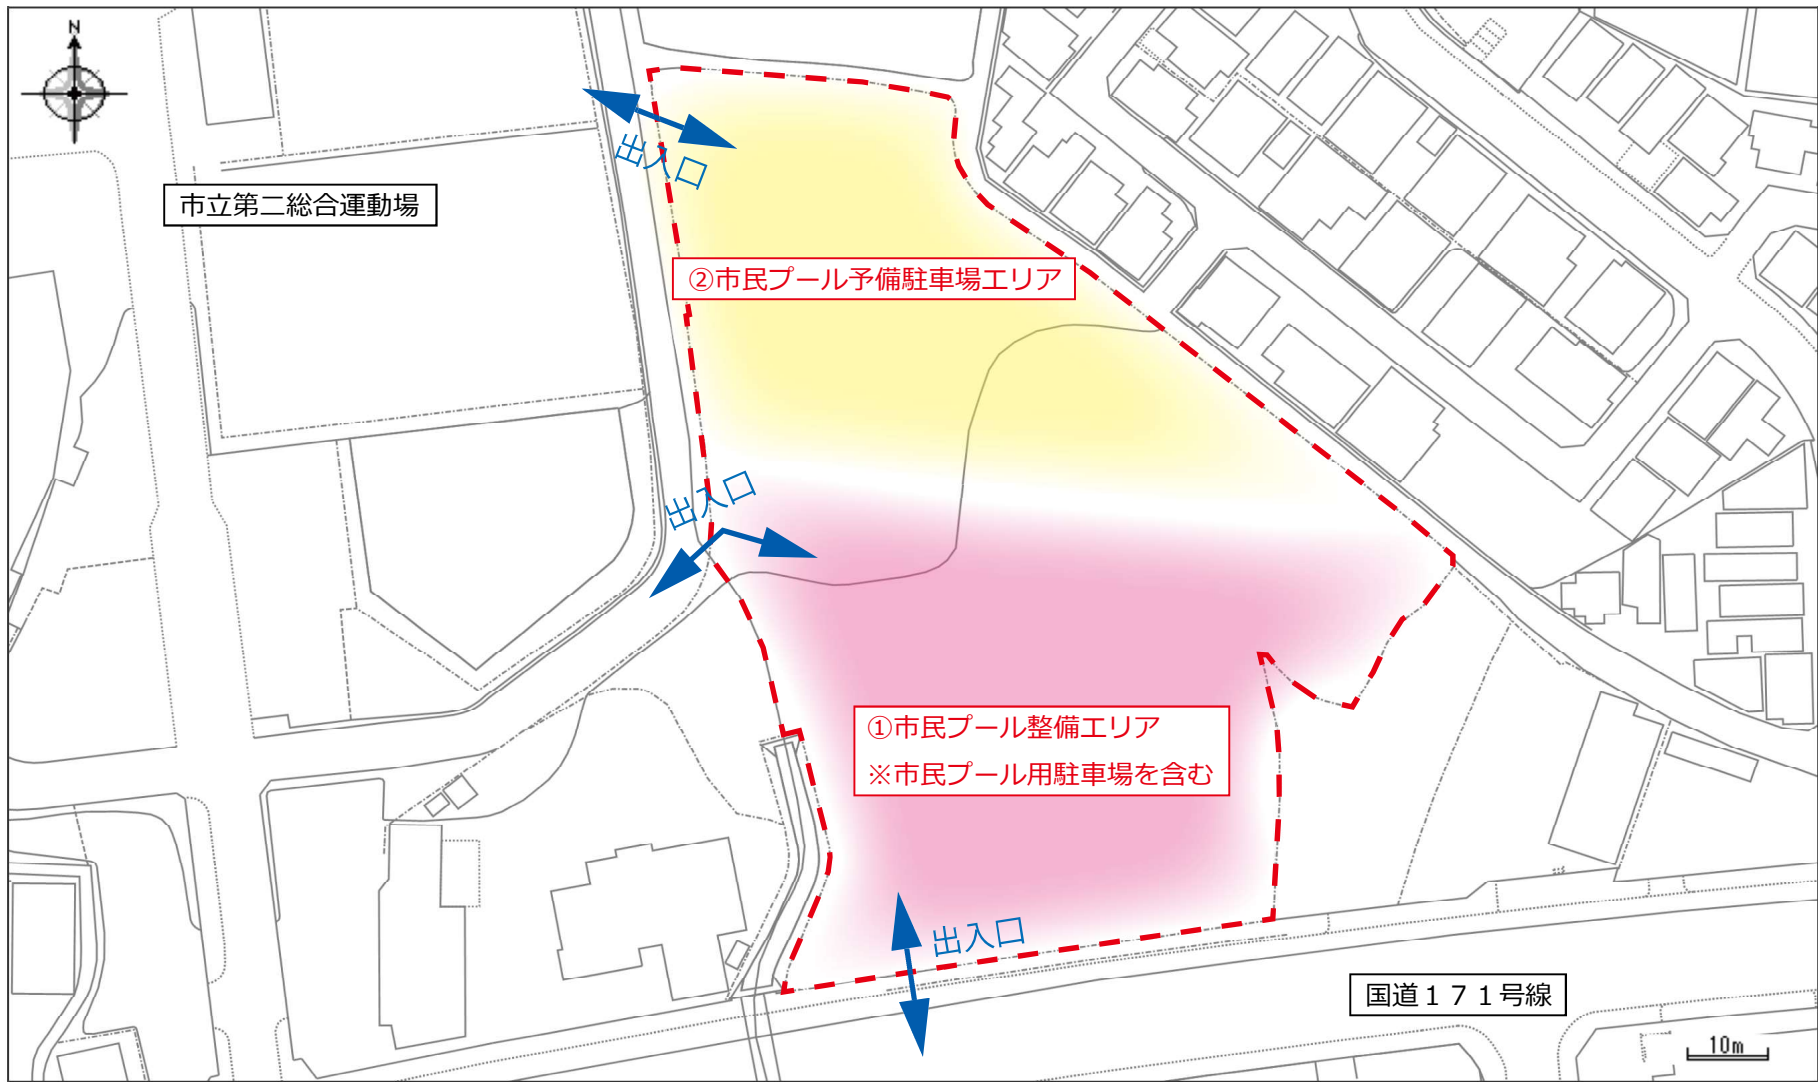 N
出入口
市立第二総合運動場
②市民プール予備駐車場エリア
出入口
①市民プール整備エリア
※市民プール用駐車場を含む
出入口
国道１７１号線
10m